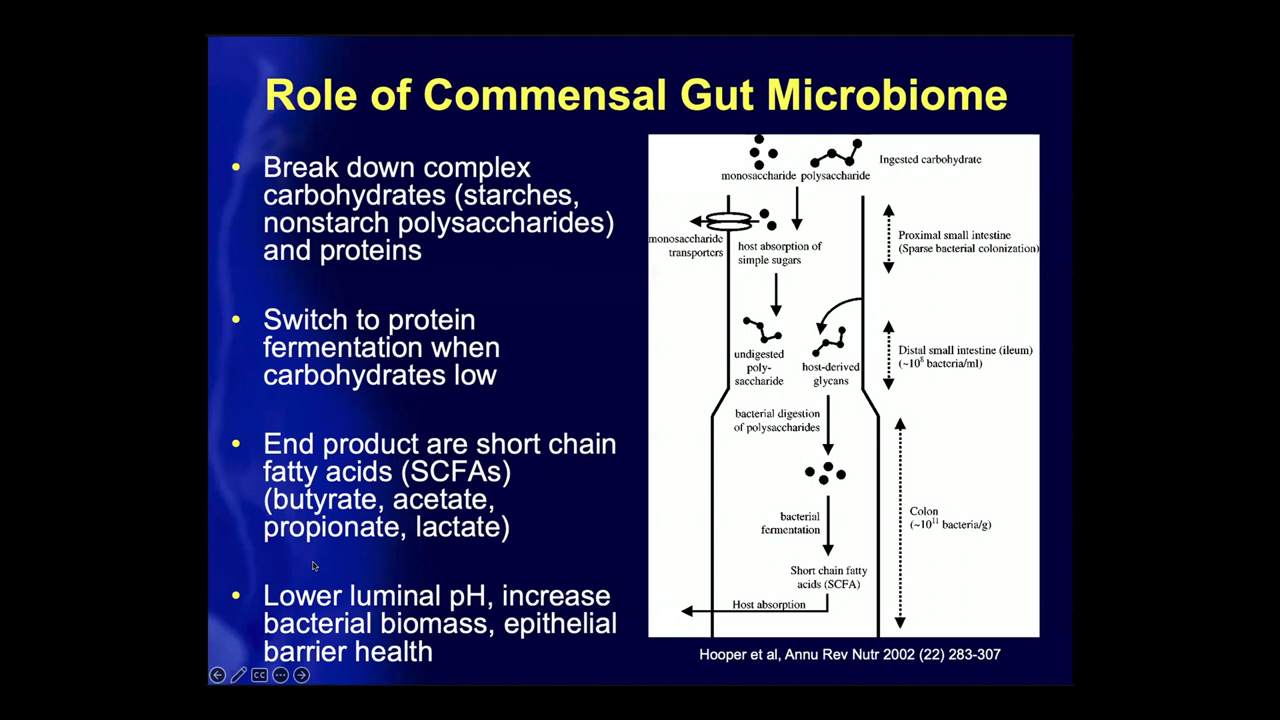 Role of Commensal Gut Microbiome
• Break down complex
carbohydrates (starches,
nonstarch polysaccharides)
and proteins
• Switch to protein
fermentation when
carbohydrates low
• End product are short chain
fatty acids (SCFAs)
(butyrate, acetate,
propionate, lactate)
• Lower luminal pH, increase
bacterial biomass, epithelial
barrier health
monosaccharide polysaccharide
Ingested carbohydrate
monosaccharide
transporters
host absorption of
simple sugars
Proximal small intestine
(Sparse bacterial colonization)
undigested
poly-
saccharide
host-derived
glycans
Distal small intestine (ileum)
(~10⁸ bacteria/ml)
bacterial digestion
of polysaccharides
bacterial
fermentation
Colon
(~10¹¹ bacteria/g)
Short chain fatty
acids (SCFA)
Host absorption
Hooper et al, Annu Rev Nutr 2002 (22) 283-307
CC